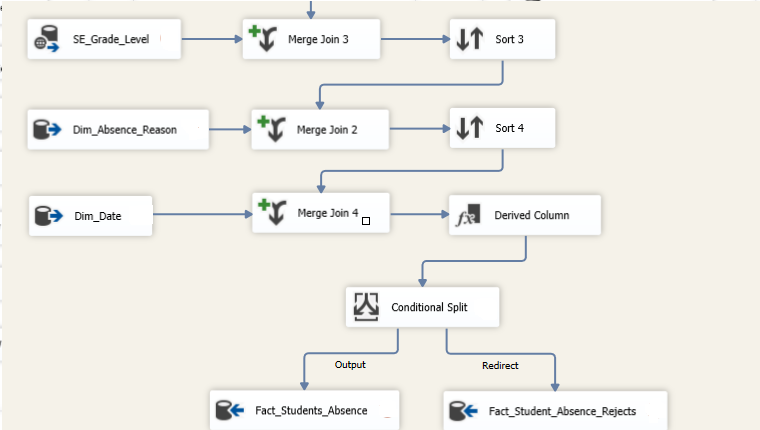 SE_Grade_Level
Merge Join 3
Sort 3
Dim_Absence_Reason
Merge Join 2
Sort 4
Dim_Date
Merge Join 4
Derived Column
Conditional Split
Output
Redirect
Fact_Students_Absence
Fact_Student_Absence_Rejects